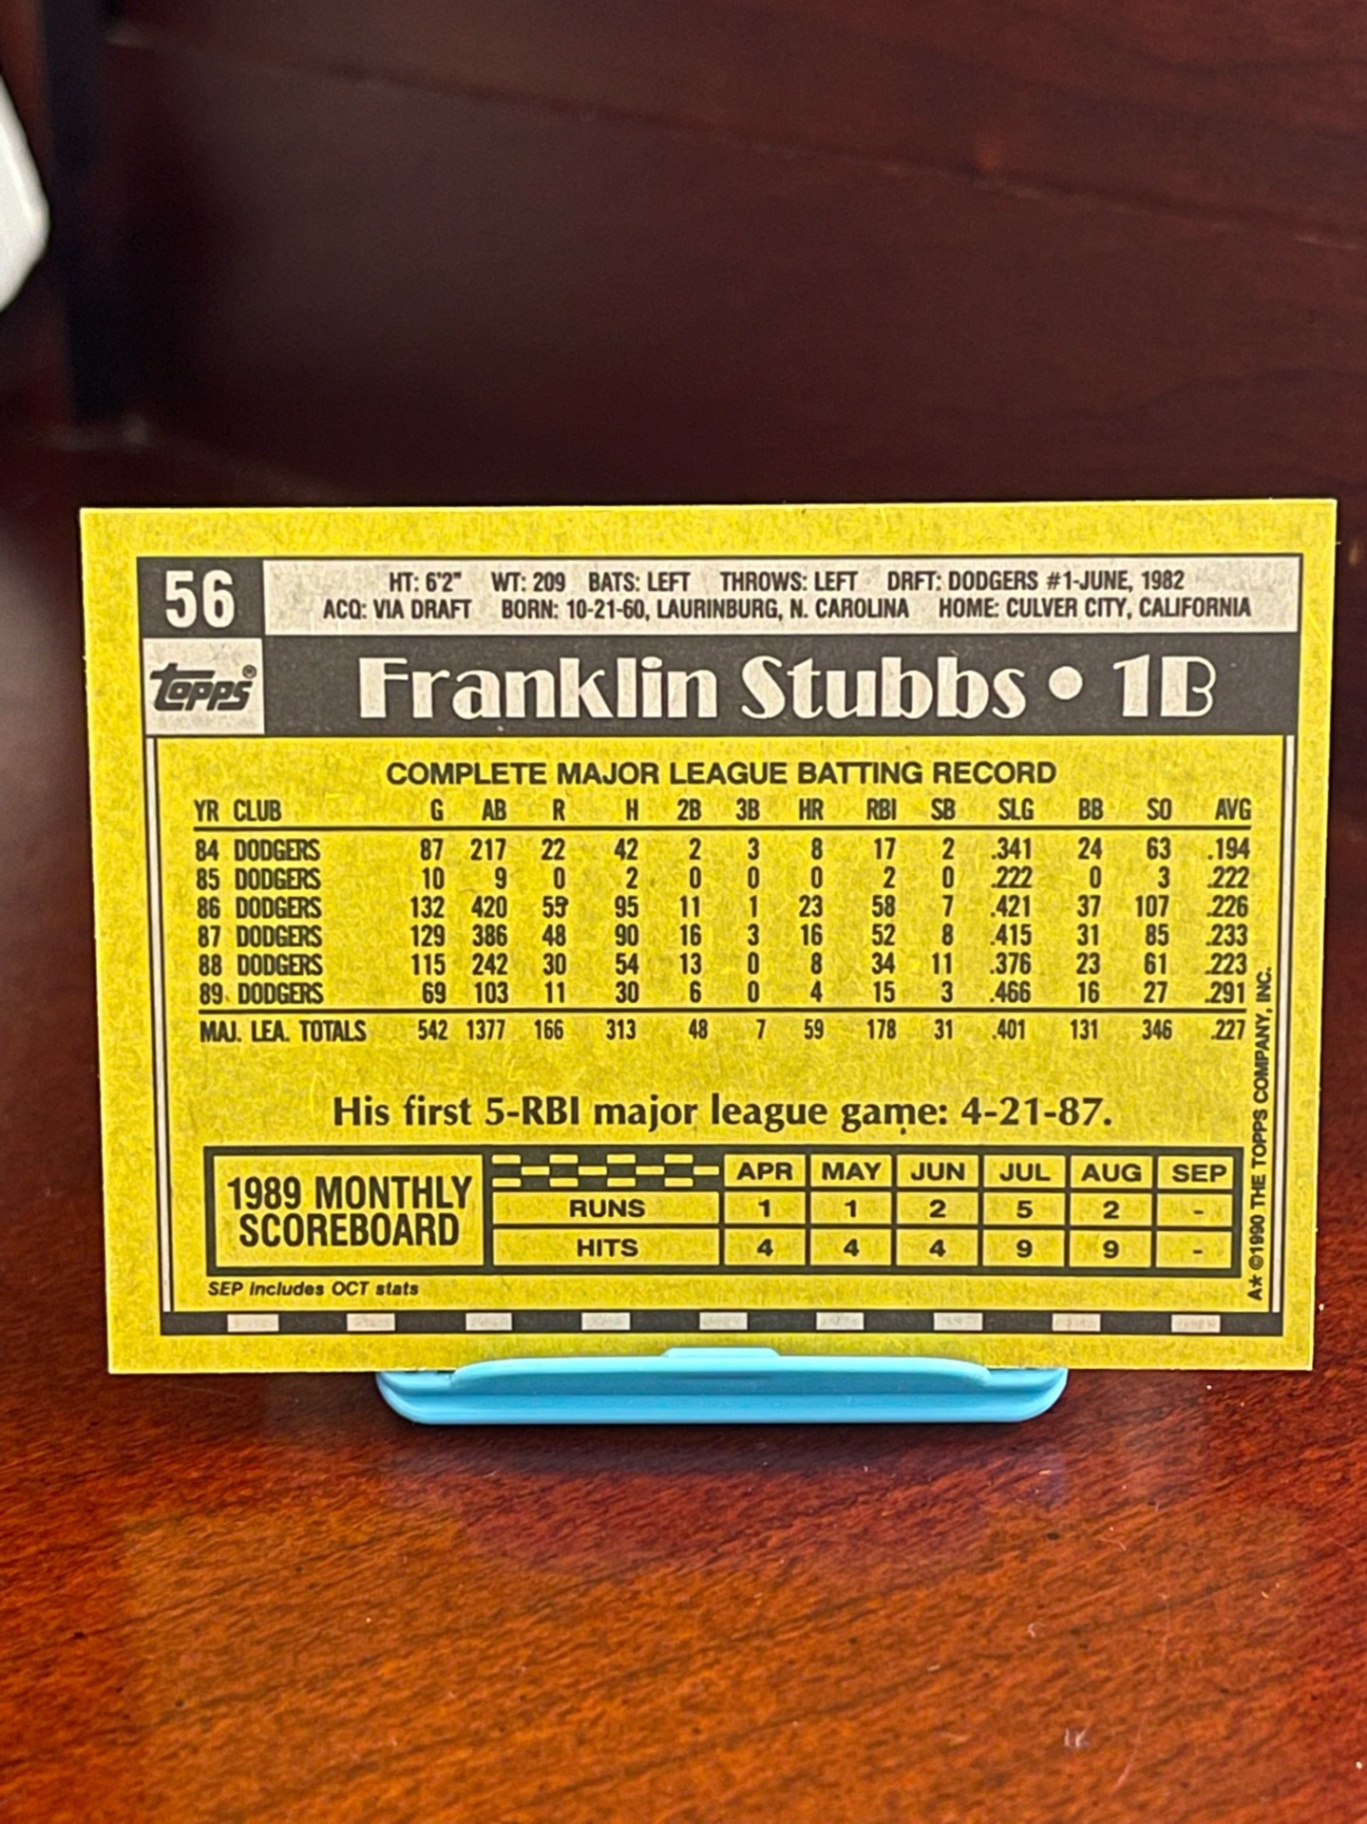 56
HT: 6'2" WT: 209 BATS: LEFT THROWS: LEFT DRFT: DODGERS #1-JUNE, 1982
ACQ: VIA DRAFT BORN: 10-21-60, LAURINBURG, N. CAROLINA HOME: CULVER CITY, CALIFORNIA
topps®
Franklin Stubbs • 1B
COMPLETE MAJOR LEAGUE BATTING RECORD
YR CLUB G AB R H 2B 3B HR RBI SB SLG BB SO AVG
84 DODGERS 87 217 22 42 2 3 8 17 2 .341 24 63 .194
85 DODGERS 10 9 0 2 0 0 0 2 0 .222 0 3 .222
86 DODGERS 132 420 55 95 11 1 23 58 7 .421 37 107 .226
87 DODGERS 129 386 48 90 16 3 16 52 8 .415 31 85 .233
88 DODGERS 115 242 30 54 13 0 8 34 11 .376 23 61 .223
89 DODGERS 69 103 11 30 6 0 4 15 3 .466 16 27 .291
MAJ. LEA. TOTALS 542 1377 166 313 48 7 59 178 31 .401 131 346 .227
His first 5-RBI major league game: 4-21-87.
1989 MONTHLY
SCOREBOARD
APR MAY JUN JUL AUG SEP
RUNS 1 1 2 5 2 -
HITS 4 4 4 9 9 -
SEP includes OCT stats
A★ ©1990 THE TOPPS COMPANY, INC.